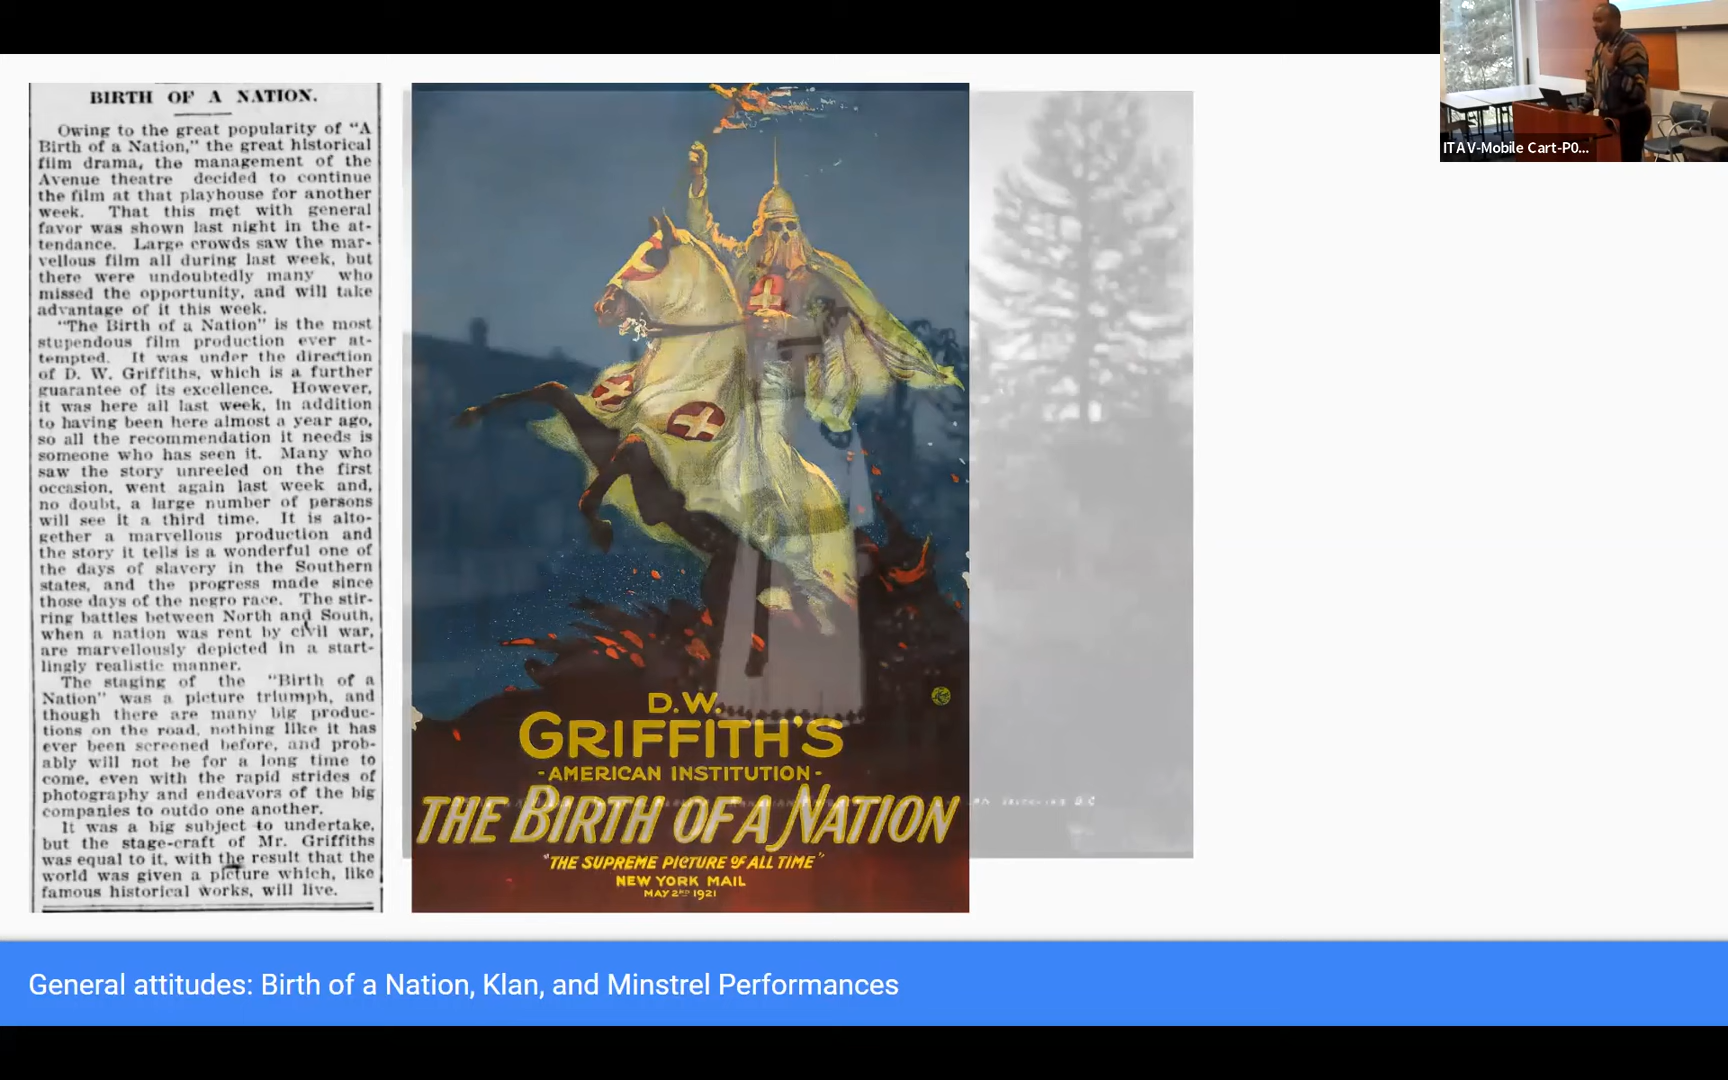 ITAV-Mobile Cart-P0...
BIRTH OF A NATION.
Owing to the great popularity of "A
Birth of a Nation," the great historical
film drama, the management of the
Avenue theatre decided to continue
the film at that playhouse for another
week. That this met with general
favor was shown last night in the at-
tendance. Large crowds saw the mar-
vellous film all during last week, but
there were undoubtedly many who
missed the opportunity, and will take
advantage of it this week.
"The Birth of a Nation" is the most
stupendous film production ever at-
tempted. It was under the direction
of D. W. Griffiths, which is a further
guarantee of its excellence. However,
it was here all last week, in addition
to having been here almost a year ago,
so all the recommendation it needs is
someone who has seen it. Many who
saw the story unreeled on the first
occasion, went again last week and,
no doubt, a large number of persons
will see it a third time. It is alto-
gether a marvellous production and
the story it tells is a wonderful one of
the days of slavery in the Southern
states, and the progress made since
those days of the negro race. The stir-
ring battles between North and South,
when a nation was rent by civil war,
are marvellously depicted in a start-
lingly realistic manner.
The staging of the "Birth of a
Nation" was a picture triumph, and
though there are many big produc-
tions on the road, nothing like it has
ever been screened before, and prob-
ably will not be for a long time to
come, even with the rapid strides of
photography and endeavors of the big
companies to outdo one another.
It was a big subject to undertake,
but the stage-craft of Mr. Griffiths
was equal to it, with the result that the
world was given a picture which, like
famous historical works, will live.
D.W.
GRIFFITH'S
-AMERICAN INSTITUTION-
THE BIRTH OF A NATION
"THE SUPREME PICTURE OF ALL TIME"
NEW YORK MAIL
MAY 2ND 1921
General attitudes: Birth of a Nation, Klan, and Minstrel Performances